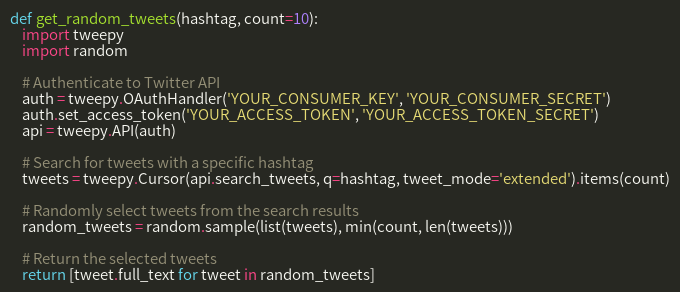 def get_random_tweets(hashtag, count=10):
    import tweepy
    import random

    # Authenticate to Twitter API
    auth = tweepy.OAuthHandler('YOUR_CONSUMER_KEY', 'YOUR_CONSUMER_SECRET')
    auth.set_access_token('YOUR_ACCESS_TOKEN', 'YOUR_ACCESS_TOKEN_SECRET')
    api = tweepy.API(auth)

    # Search for tweets with a specific hashtag
    tweets = tweepy.Cursor(api.search_tweets, q=hashtag, tweet_mode='extended').items(count)

    # Randomly select tweets from the search results
    random_tweets = random.sample(list(tweets), min(count, len(tweets)))

    # Return the selected tweets
    return [tweet.full_text for tweet in random_tweets]